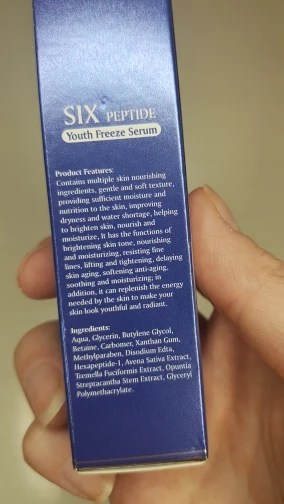 SIX PEPTIDE
Youth Freeze Serum
Product Features:
Contains multiple skin nourishing
ingredients, gentle and soft texture,
providing sufficient moisture and
nutrition to the skin, improving
dryness and water shortage, helping
to brighten skin, nourish and
moisturize, It has the functions of
brightening skin tone, nourishing
and moisturizing, resisting fine
lines, lifting and tightening, delaying
skin aging, softening anti-aging,
soothing and moisturizing; in
addition, it can replenish the energy
needed by the skin to make your
skin look youthful and radiant.
Ingredients:
Aqua, Glycerin, Butylene Glycol,
Betaine, Carbomer, Xanthan Gum,
Methylparaben, Disodium Edta,
Hexapeptide-1, Avena Sativa Extract,
Tremella Fuciformis Extract, Opuntia
Streptacantha Stem Extract, Glyceryl
Polymethacrylate.